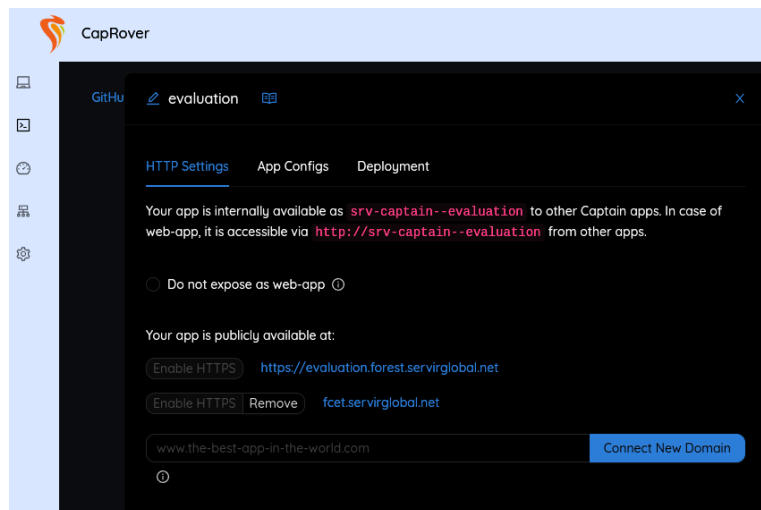 CapRover
GitHu
evaluation
HTTP Settings App Configs Deployment
Your app is internally available as srv-captain--evaluation to other Captain apps. In case of
web-app, it is accessible via http://srv-captain--evaluation from other apps.
Do not expose as web-app
Your app is publicly available at:
Enable HTTPS https://evaluation.forest.servirglobal.net
Enable HTTPS Remove fcet.servirglobal.net
www.the-best-app-in-the-world.com Connect New Domain